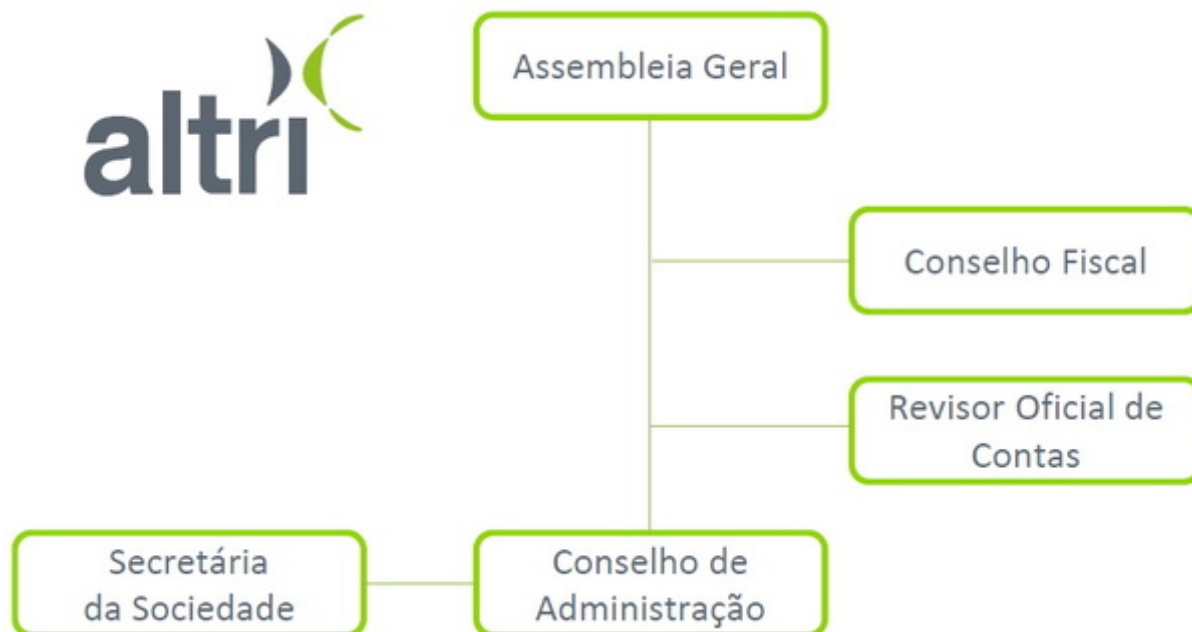 altri
Assembleia Geral
Conselho Fiscal
Revisor Oficial de
Contas
Secretária
da Sociedade
Conselho de
Administração